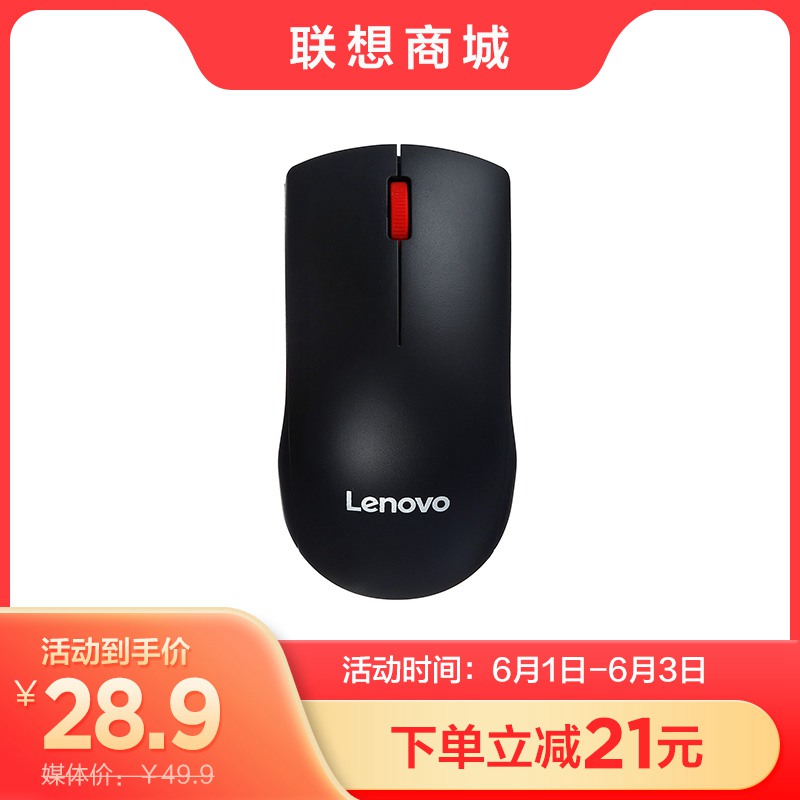 联想商城
Lenovo
活动到手价
¥28.9
媒体价：¥49.9
活动时间：6月1日-6月3日
下单立减21元